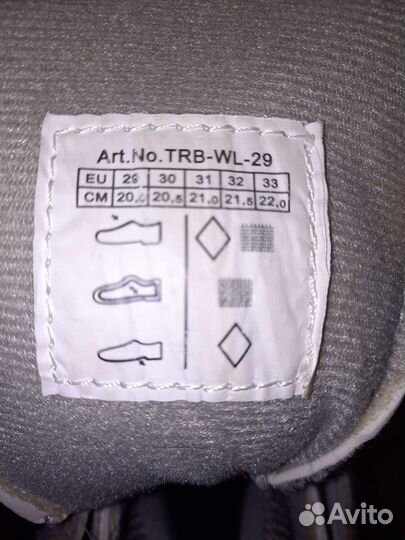 Art.No.TRB-WL-29
EU 29 30 31 32 33
CM 20,0 20,5 21,0 21,5 22,0
Avito